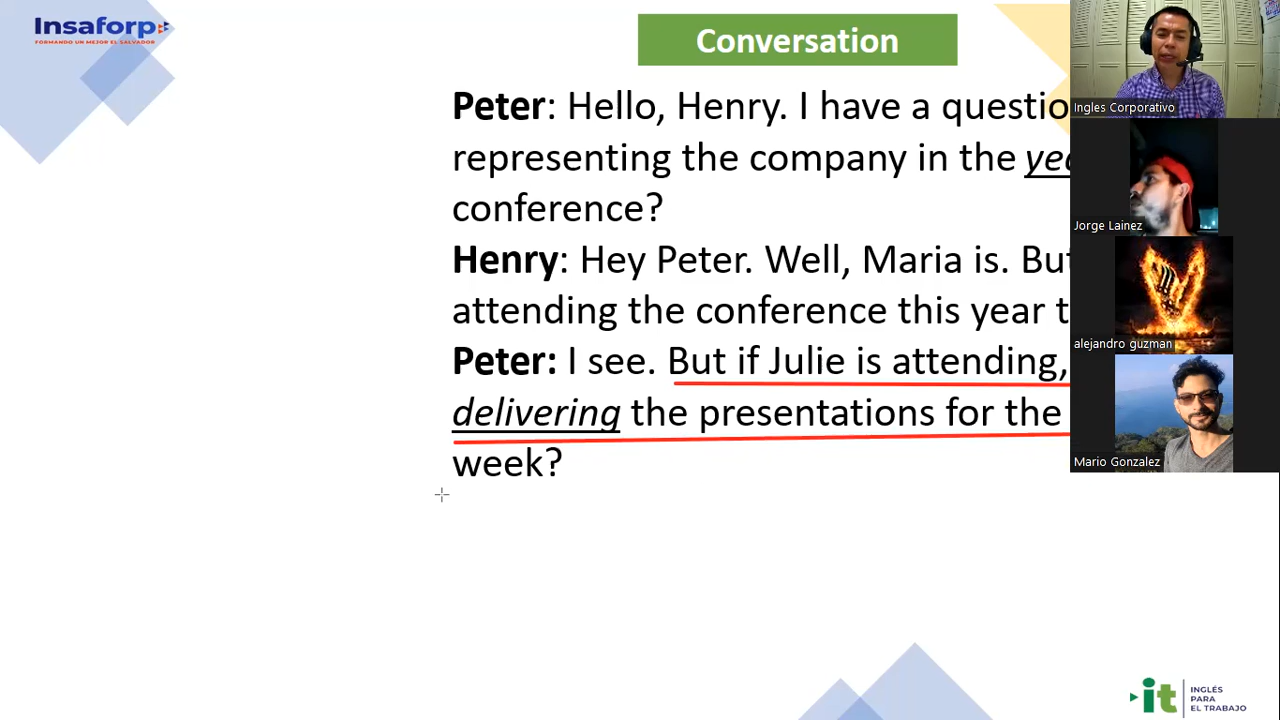 Insaforp
FORMANDO UN MEJOR EL SALVADOR
Conversation
Peter: Hello, Henry. I have a questio
representing the company in the
conference?
Henry: Hey Peter. Well, Maria is. But
attending the conference this year
Peter: I see. But if Julie is attending,
delivering the presentations for the
week?
Ingles Corporativo
Jorge Lainez
alejandro guzman
Mario Gonzalez
it
INGLÉS
PARA
EL TRABAJO